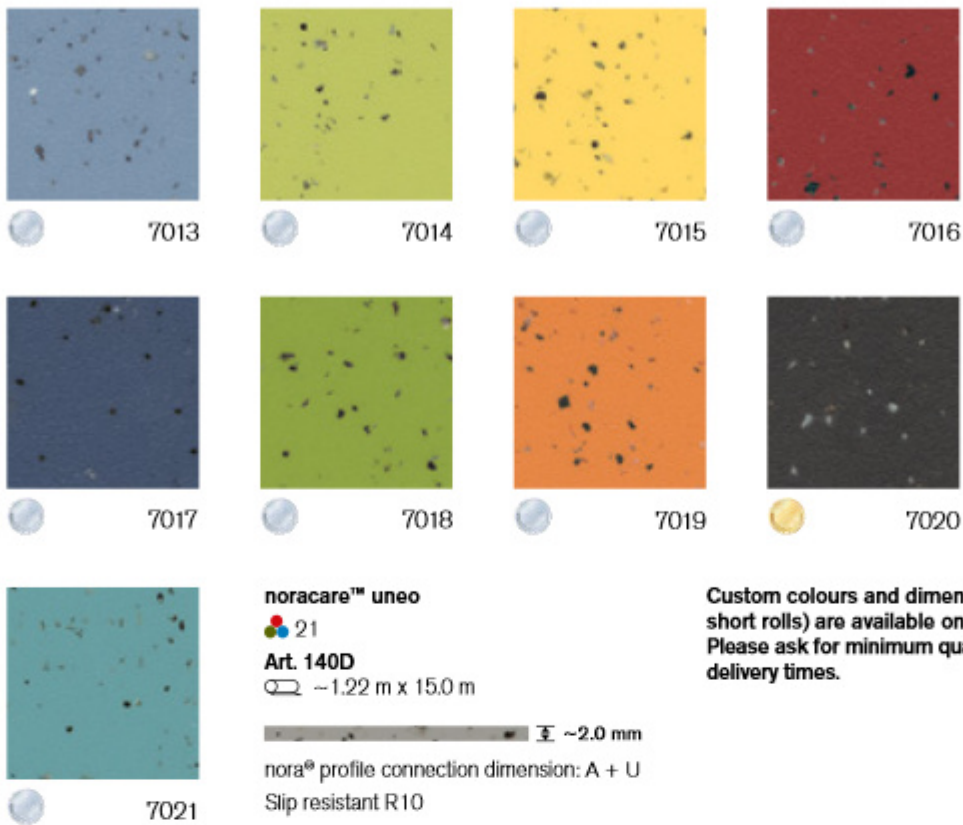 7013
7014
7015
7016
7017
7018
7019
7020
7021
noracare™ uneo
21
Art. 140D
~1.22 m x 15.0 m
~2.0 mm
nora® profile connection dimension: A + U
Slip resistant R10
Custom colours and dimen
short rolls) are available on
Please ask for minimum qua
delivery times.